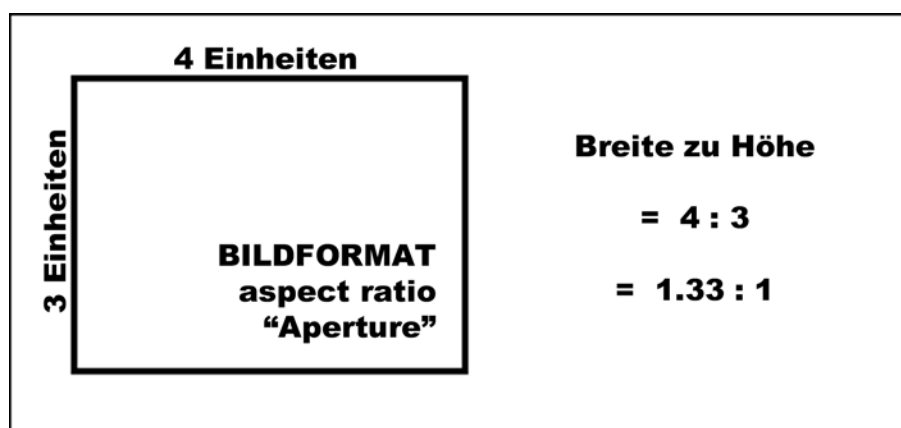 4 Einheiten
3 Einheiten
BILDFORMAT
aspect ratio
“Aperture”
Breite zu Höhe
= 4 : 3
= 1.33 : 1